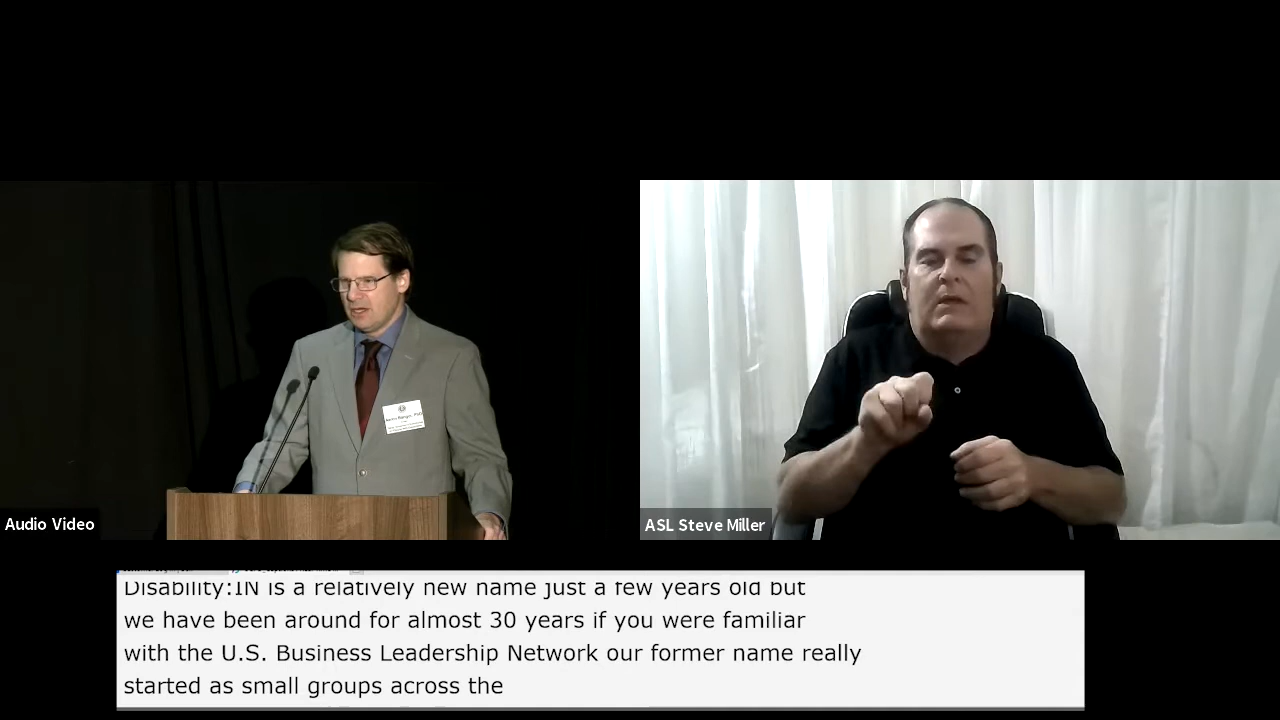 Audio Video
ASL Steve Miller
Disability:IN is a relatively new name just a few years old but
we have been around for almost 30 years if you were familiar
with the U.S. Business Leadership Network our former name really
started as small groups across the